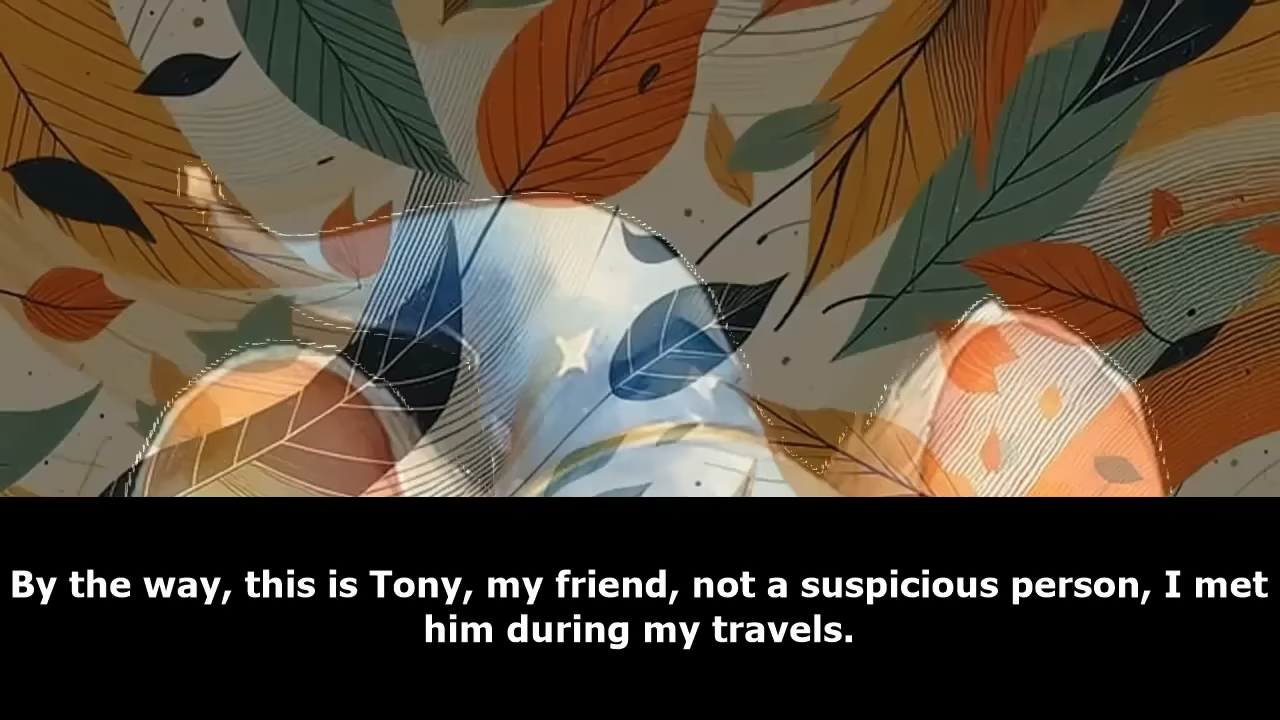 By the way, this is Tony, my friend, not a suspicious person, I met
him during my travels.